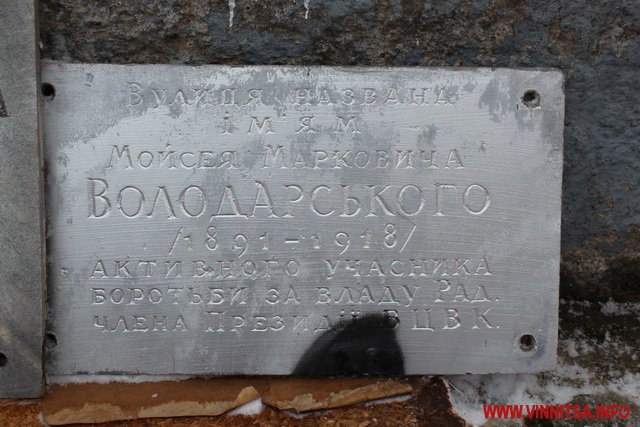 Вулиця названа
ім'ям
Мойсея Марковича
Володарського
/1891-1918/
активного учасника
боротьби за владу Рад.
члена Президії ВЦВК.
WWW.VINNITSA.INFO